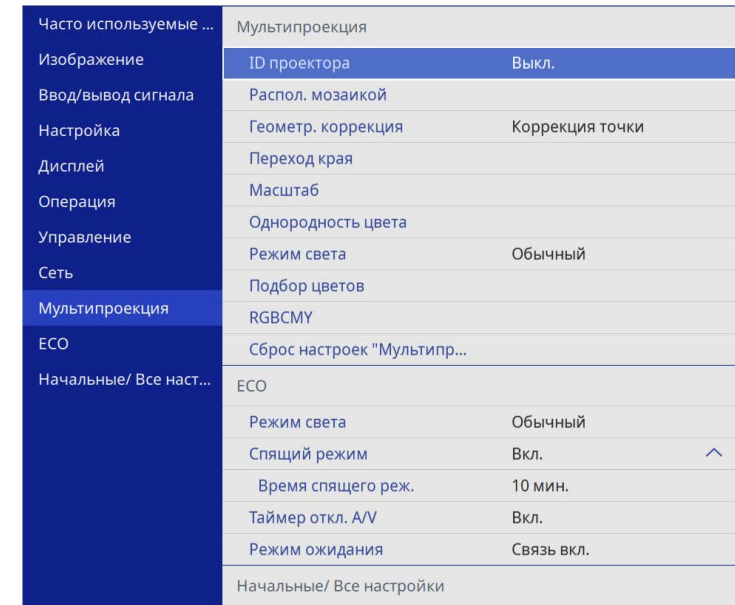 Часто используемые ...
Изображение
Ввод/вывод сигнала
Настройка
Дисплей
Операция
Управление
Сеть
Мультипроекция
ECO
Начальные/ Все наст...
Мультипроекция
ID проектора Выкл.
Распол. мозаикой
Геометр. коррекция Коррекция точки
Переход края
Масштаб
Однородность цвета
Режим света Обычный
Подбор цветов
RGBCMY
Сброс настроек "Мультипр...
ECO
Режим света Обычный
Спящий режим Вкл.
Время спящего реж. 10 мин.
Таймер откл. A/V Вкл.
Режим ожидания Связь вкл.
Начальные/ Все настройки